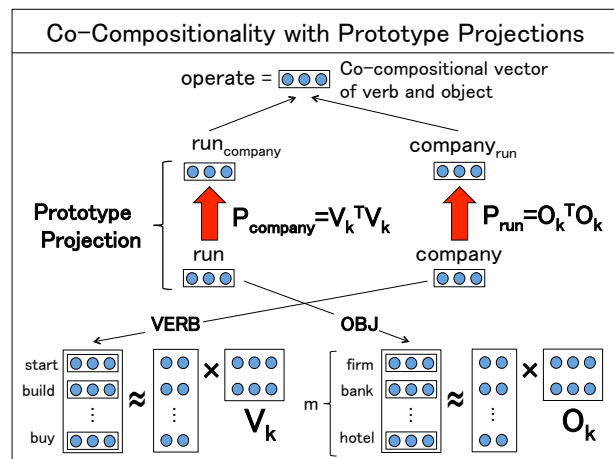 Co-Compositionality with Prototype Projections
operate =
Co-compositional vector
of verb and object
run_company
company_run
Prototype
Projection
P_company=V_k^T V_k
P_run=O_k^T O_k
run
company
VERB
OBJ
start
build
⋮
buy
≈
⋮
×
V_k
m
firm
bank
⋮
hotel
≈
⋮
×
O_k